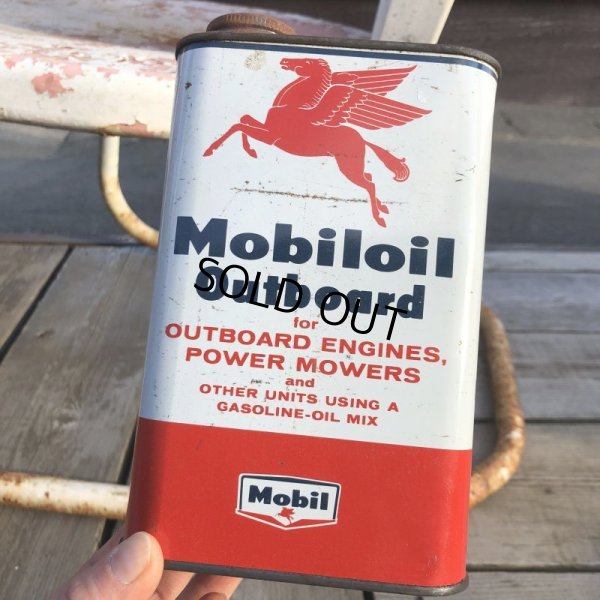 Mobiloil
Outboard
SOLD OUT
for
OUTBOARD ENGINES,
POWER MOWERS
and
OTHER UNITS USING A
GASOLINE-OIL MIX
Mobil